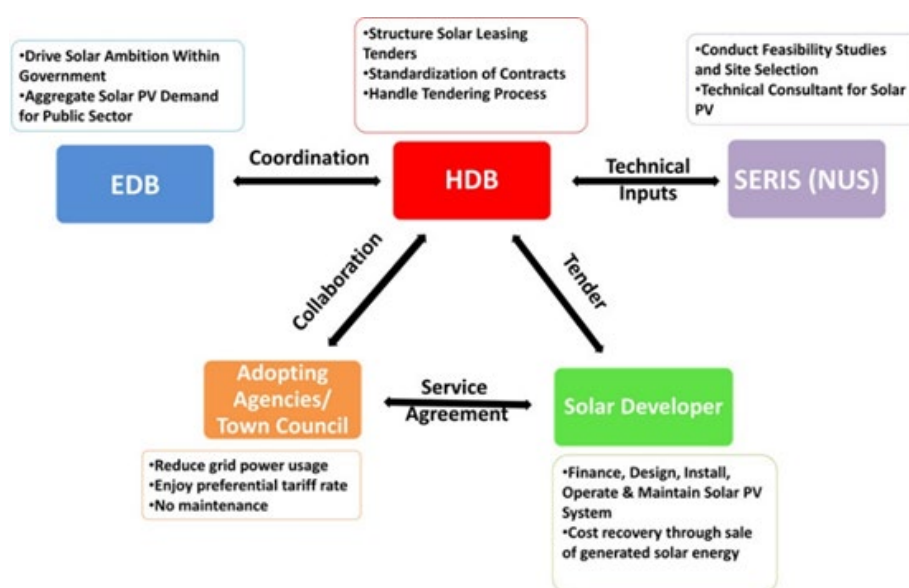 •Drive Solar Ambition Within
Government
•Aggregate Solar PV Demand
for Public Sector
•Structure Solar Leasing
Tenders
•Standardization of Contracts
•Handle Tendering Process
•Conduct Feasibility Studies
and Site Selection
•Technical Consultant for Solar
PV
EDB
Coordination
HDB
Technical
Inputs
SERIS (NUS)
Collaboration
Tender
Adopting
Agencies/
Town Council
Service
Agreement
Solar Developer
•Reduce grid power usage
•Enjoy preferential tariff rate
•No maintenance
•Finance, Design, Install,
Operate & Maintain Solar PV
System
•Cost recovery through sale
of generated solar energy